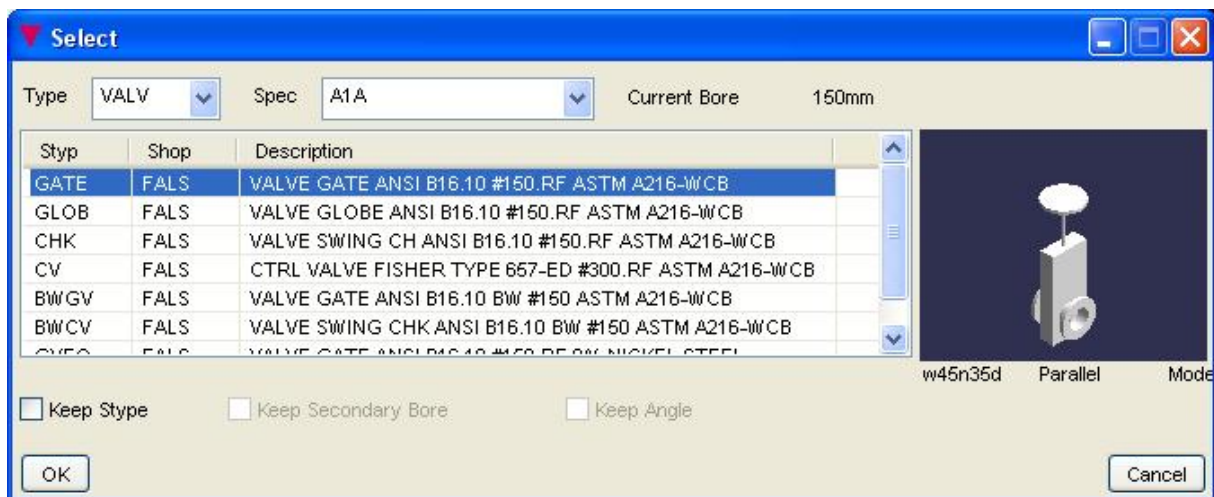 Select
Type VALV Spec A1A Current Bore 150mm
Styp Shop Description
GATE FALS VALVE GATE ANSI B16.10 #150.RF ASTM A216-WCB
GLOB FALS VALVE GLOBE ANSI B16.10 #150.RF ASTM A216-WCB
CHK FALS VALVE SWING CH ANSI B16.10 #150.RF ASTM A216-WCB
CV FALS CTRL VALVE FISHER TYPE 657-ED #300.RF ASTM A216-WCB
BWGV FALS VALVE GATE ANSI B16.10 BW #150 ASTM A216-WCB
BWCV FALS VALVE SWING CHK ANSI B16.10 BW #150 ASTM A216-WCB
w45n35d Parallel Mode
Keep Stype Keep Secondary Bore Keep Angle
OK Cancel